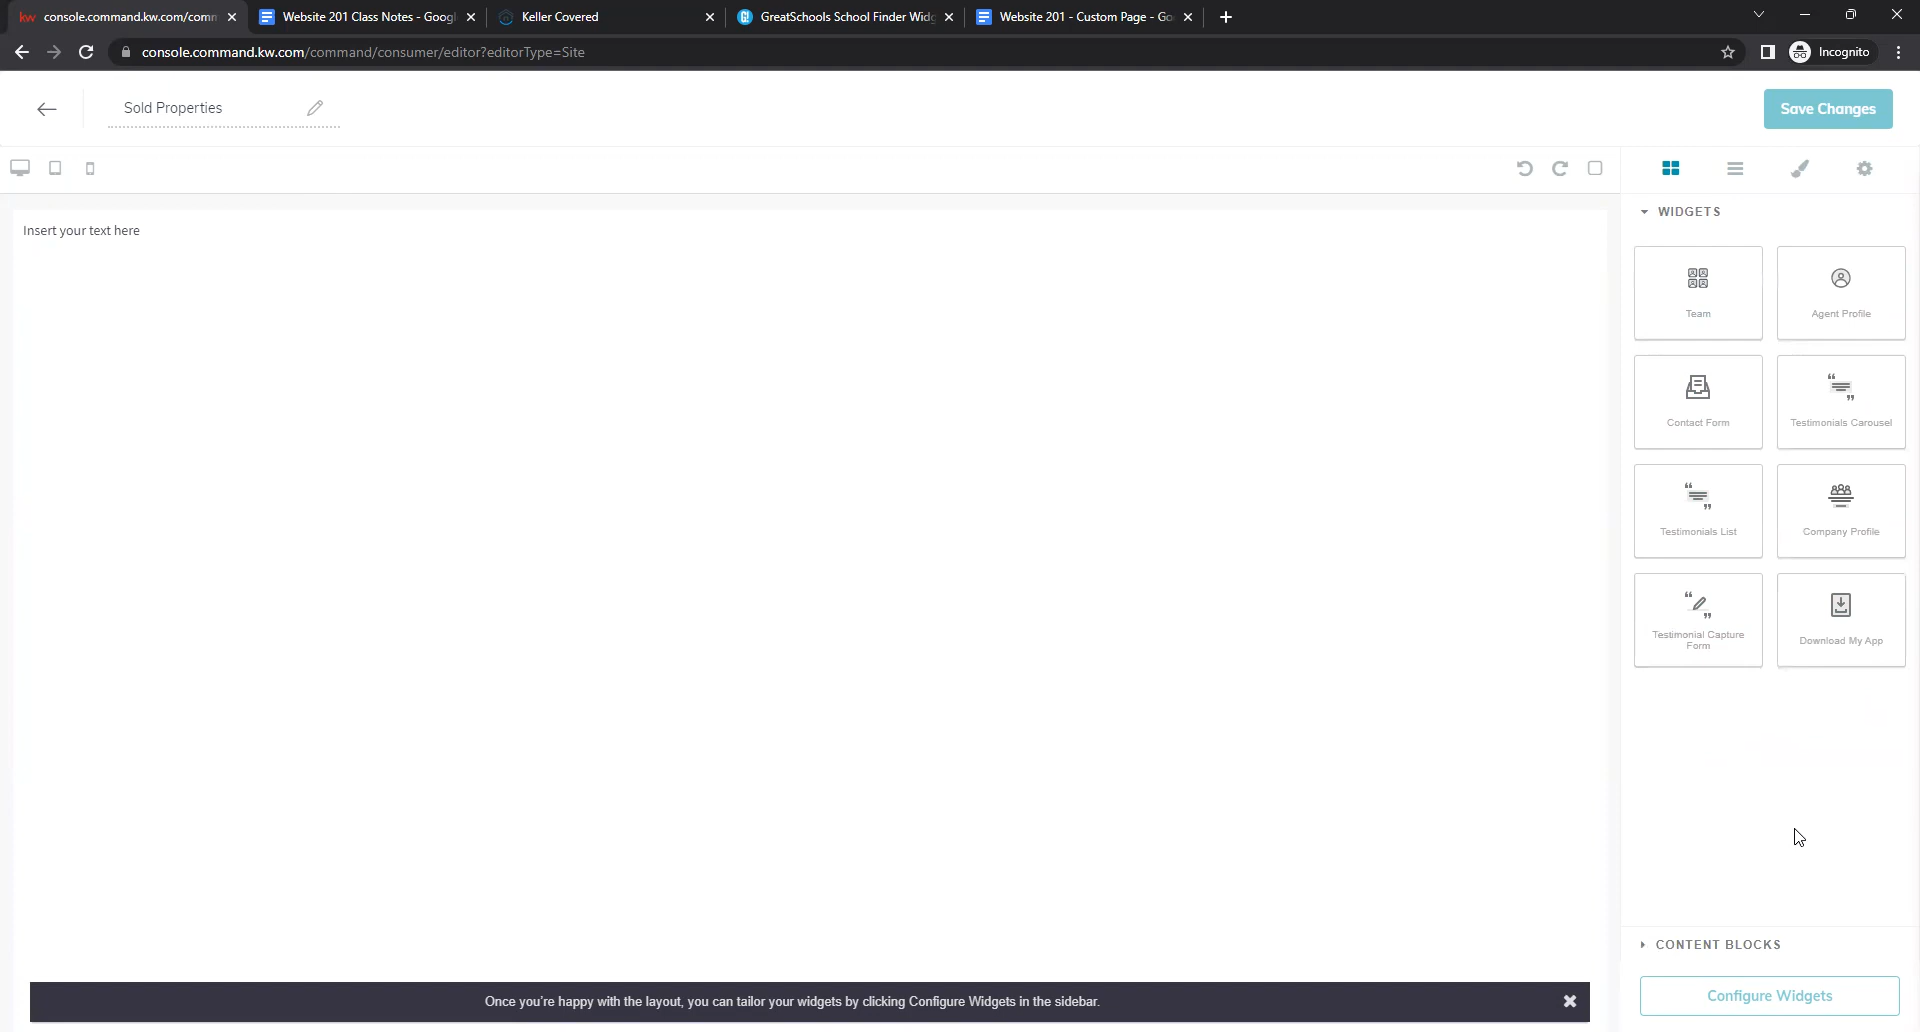 kw console.command.kw.com/comm
Website 201 Class Notes - Googl
Keller Covered
GreatSchools School Finder Widg
Website 201 - Custom Page - Go
console.command.kw.com/command/consumer/editor?editorType=Site
Incognito
Sold Properties
Save Changes
WIDGETS
Insert your text here
Team
Agent Profile
Contact Form
Testimonials Carousel
Testimonials List
Company Profile
Testimonial Capture
Form
Download My App
CONTENT BLOCKS
Once you're happy with the layout, you can tailor your widgets by clicking Configure Widgets in the sidebar.
Configure Widgets